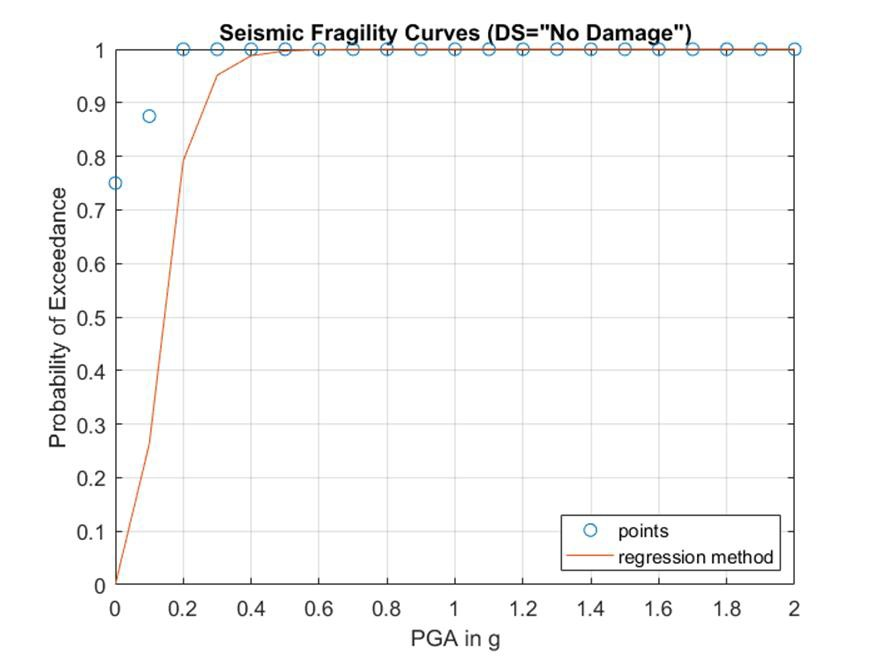 Seismic Fragility Curves (DS="No Damage")
1
0.9
0.8
0.7
0.6
0.5
0.4
0.3
0.2
0.1
0
Probability of Exceedance
points
regression method
0 0.2 0.4 0.6 0.8 1 1.2 1.4 1.6 1.8 2
PGA in g